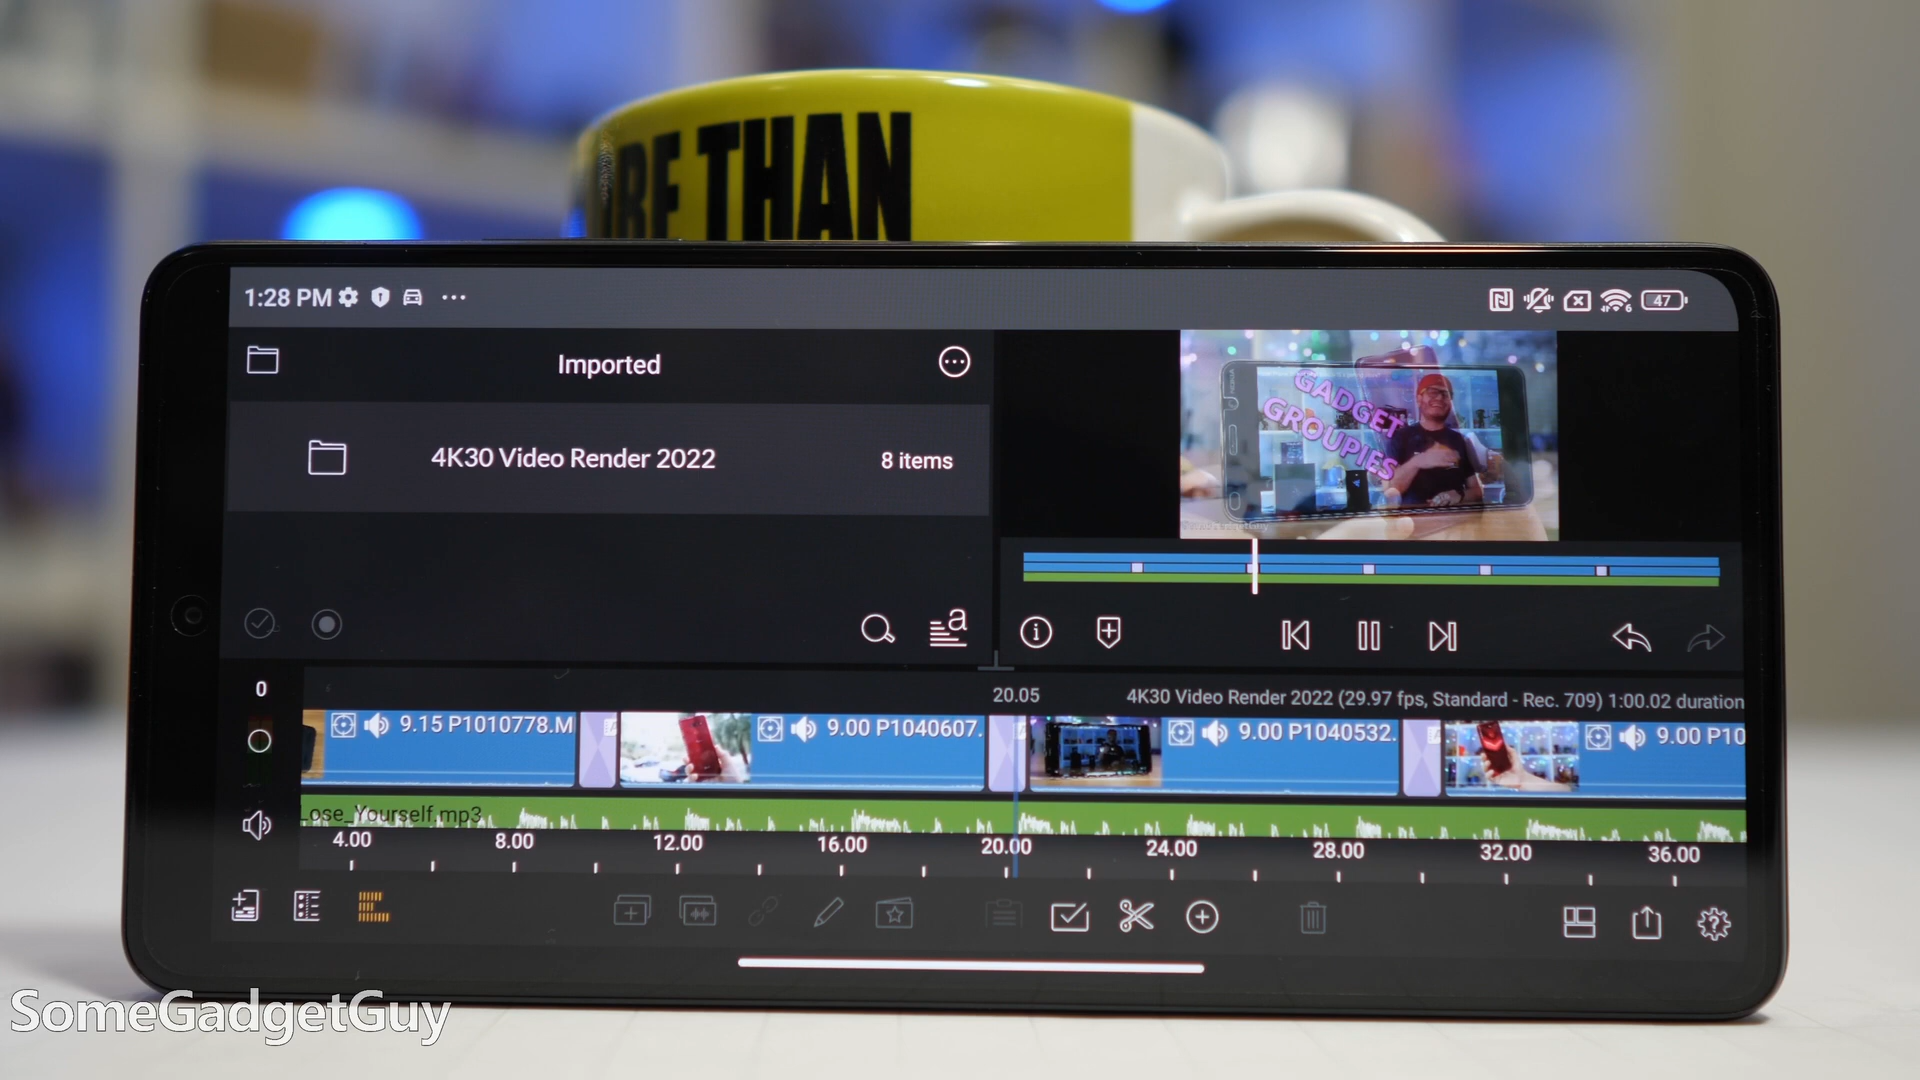 THAN
1:28 PM
47
Imported
4K30 Video Render 2022
8 items
GADGET
GROUPIES
0
20.05
4K30 Video Render 2022 (29.97 fps, Standard - Rec. 709) 1:00.02 duration
9.15 P1010778.M
9.00 P1040607.
9.00 P1040532.
9.00 P10
Lose_Yourself.mp3
4.00
8.00
12.00
16.00
20.00
24.00
28.00
32.00
36.00
SomeGadgetGuy